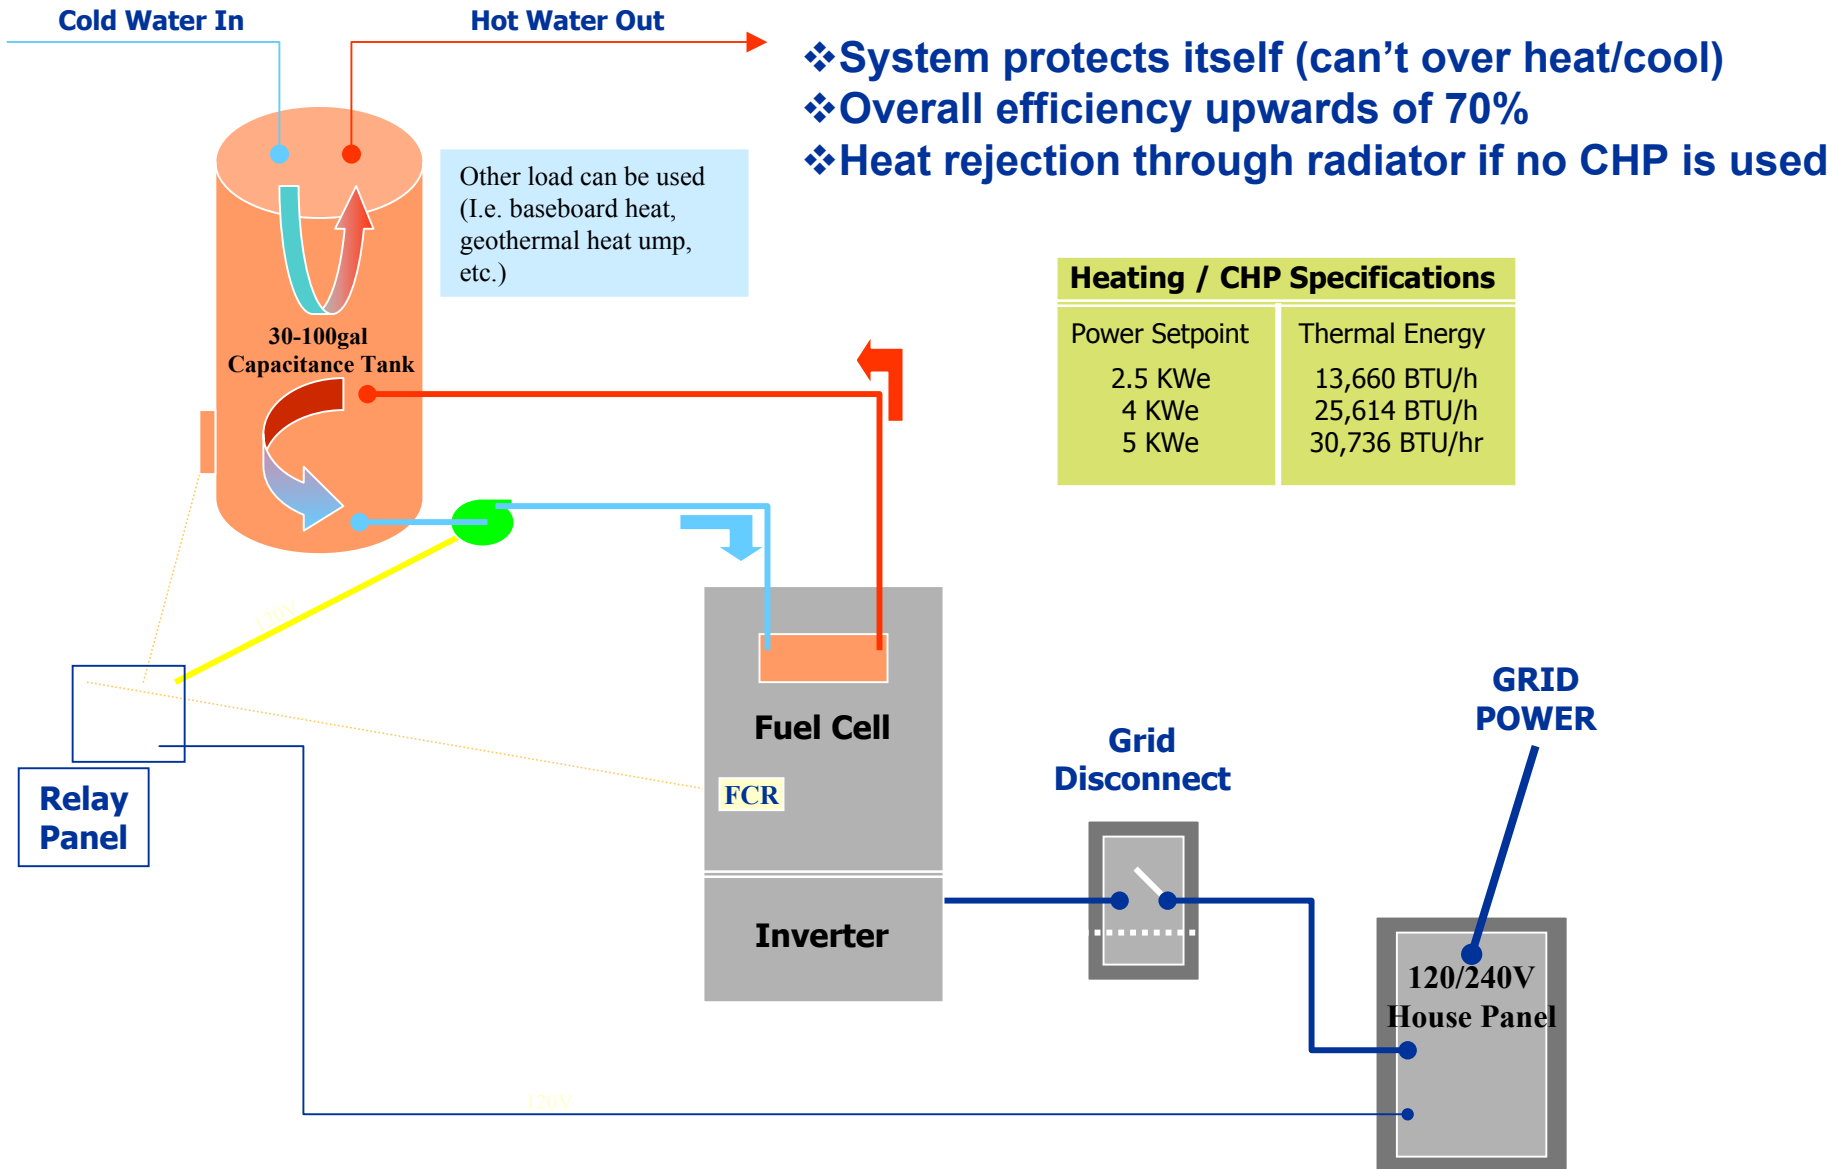 Cold Water In
Hot Water Out
❖System protects itself (can't over heat/cool)
❖Overall efficiency upwards of 70%
❖Heat rejection through radiator if no CHP is used
Other load can be used
(I.e. baseboard heat,
geothermal heat ump,
etc.)
Heating / CHP Specifications
Power Setpoint Thermal Energy
2.5 KWe 13,660 BTU/h
4 KWe 25,614 BTU/h
5 KWe 30,736 BTU/hr
30-100gal
Capacitance Tank
120V
Fuel Cell
FCR
Inverter
Relay
Panel
Grid
Disconnect
GRID
POWER
120/240V
House Panel
120V